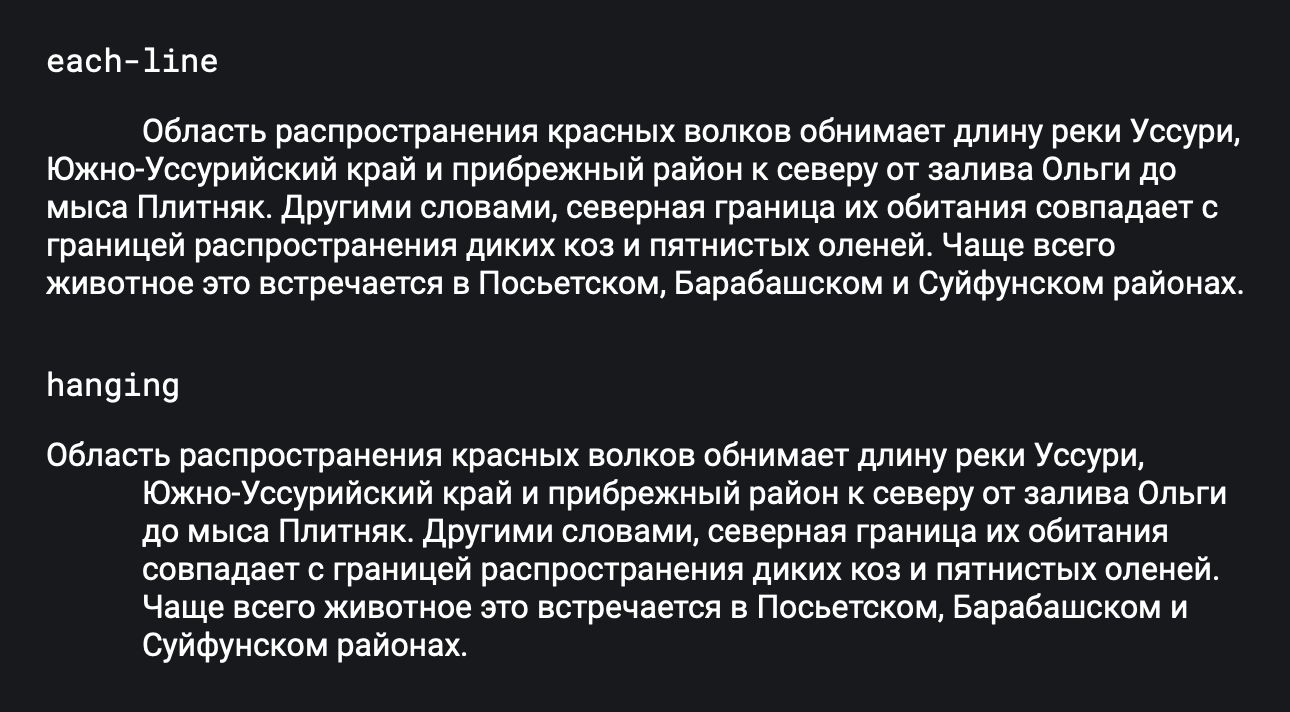 each-line
Область распространения красных волков обнимает длину реки Уссури,
Южно-Уссурийский край и прибрежный район к северу от залива Ольги до
мыса Плитняк. Другими словами, северная граница их обитания совпадает с
границей распространения диких коз и пятнистых оленей. Чаще всего
животное это встречается в Посьетском, Барабашском и Суйфунском районах.
hanging
Область распространения красных волков обнимает длину реки Уссури,
Южно-Уссурийский край и прибрежный район к северу от залива Ольги
до мыса Плитняк. Другими словами, северная граница их обитания
совпадает с границей распространения диких коз и пятнистых оленей.
Чаще всего животное это встречается в Посьетском, Барабашском и
Суйфунском районах.